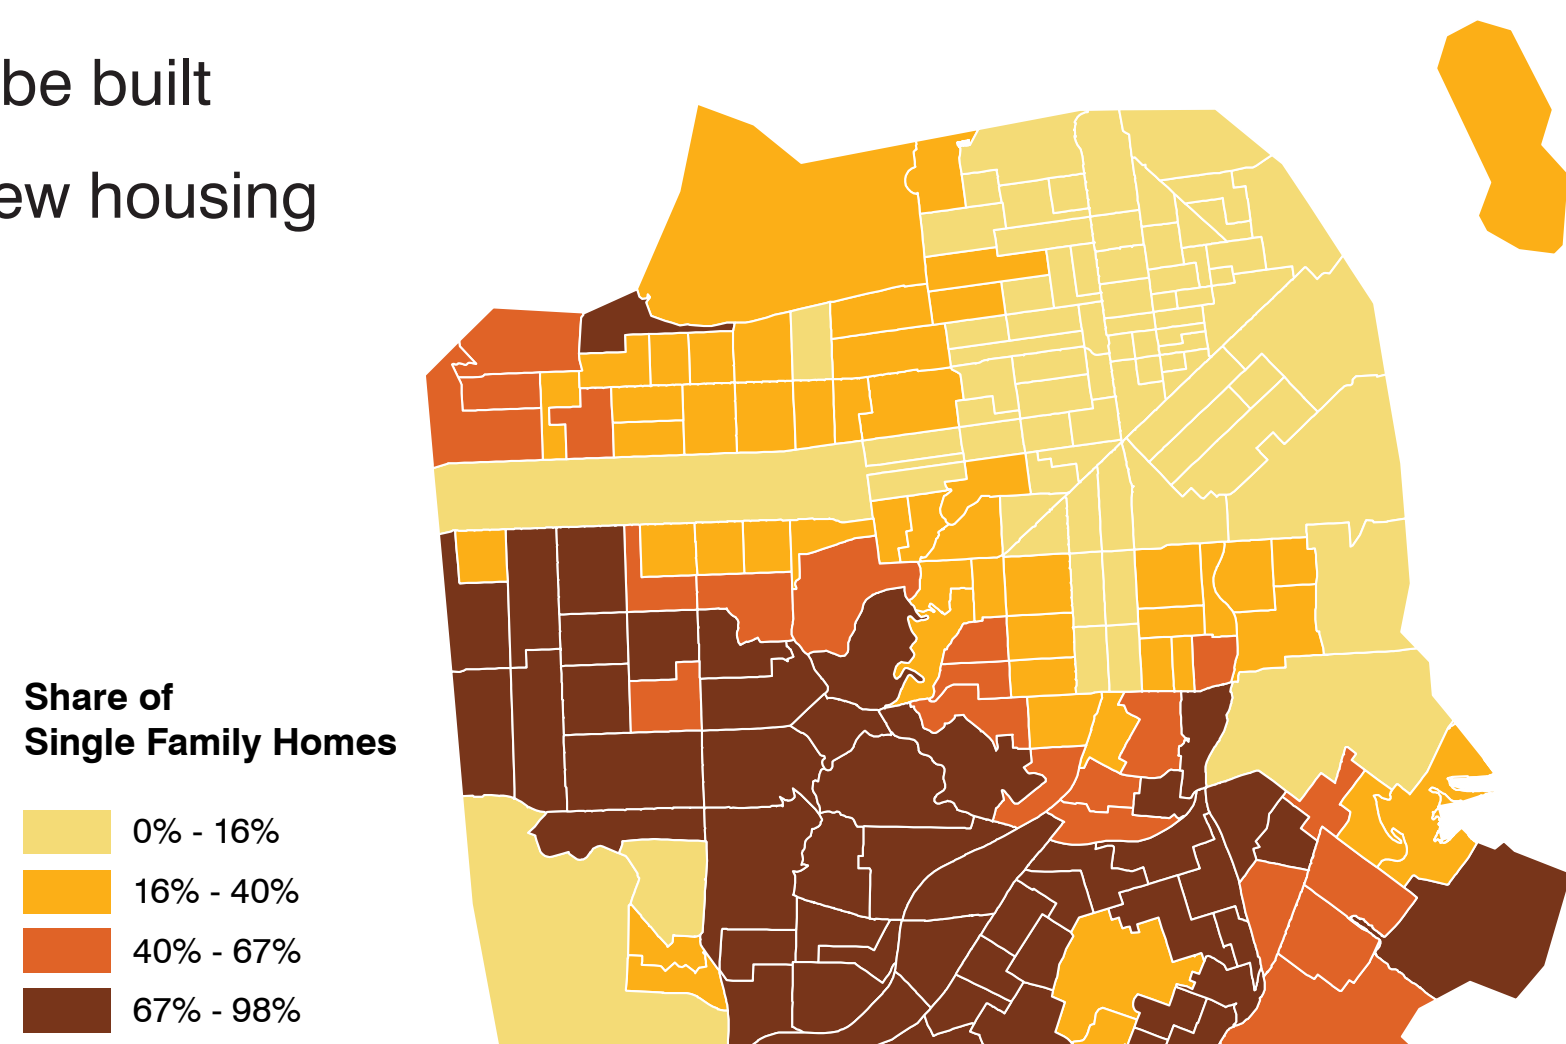 be built
ew housing
Share of
Single Family Homes
0% - 16%
16% - 40%
40% - 67%
67% - 98%